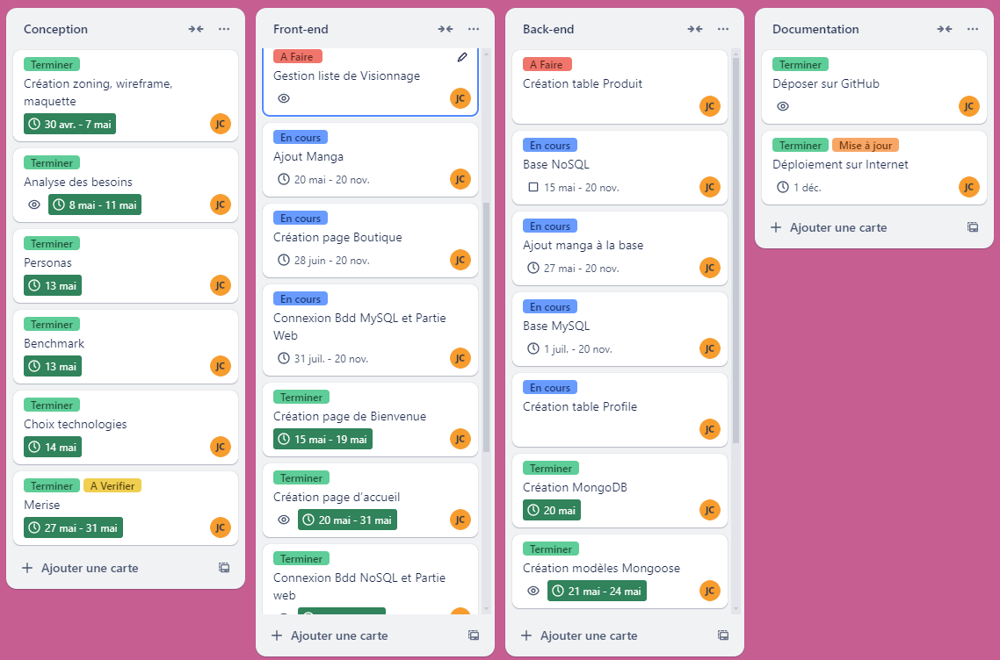 Conception
Terminer
Création zoning, wireframe,
maquette
30 avr. - 7 mai
JC
Terminer
Analyse des besoins
8 mai - 11 mai
JC
Terminer
Personas
13 mai
JC
Terminer
Benchmark
13 mai
JC
Terminer
Choix technologies
14 mai
JC
Terminer A Verifier
Merise
27 mai - 31 mai
JC
Ajouter une carte
Front-end
A Faire
Gestion liste de Visionnage
JC
En cours
Ajout Manga
20 mai - 20 nov.
JC
En cours
Création page Boutique
28 juin - 20 nov.
JC
En cours
Connexion Bdd MySQL et Partie
Web
31 juil. - 20 nov.
JC
Terminer
Création page de Bienvenue
15 mai - 19 mai
JC
Terminer
Création page d'accueil
20 mai - 31 mai
JC
Terminer
Connexion Bdd NoSQL et Partie
web
Ajouter une carte
Back-end
A Faire
Création table Produit
JC
En cours
Base NoSQL
15 mai - 20 nov.
JC
En cours
Ajout manga à la base
27 mai - 20 nov.
JC
En cours
Base MySQL
1 juil. - 20 nov.
JC
En cours
Création table Profile
JC
Terminer
Création MongoDB
20 mai
JC
Terminer
Création modèles Mongoose
21 mai - 24 mai
JC
Ajouter une carte
Documentation
Terminer
Déposer sur GitHub
JC
Terminer Mise à jour
Déploiement sur Internet
1 déc.
JC
Ajouter une carte